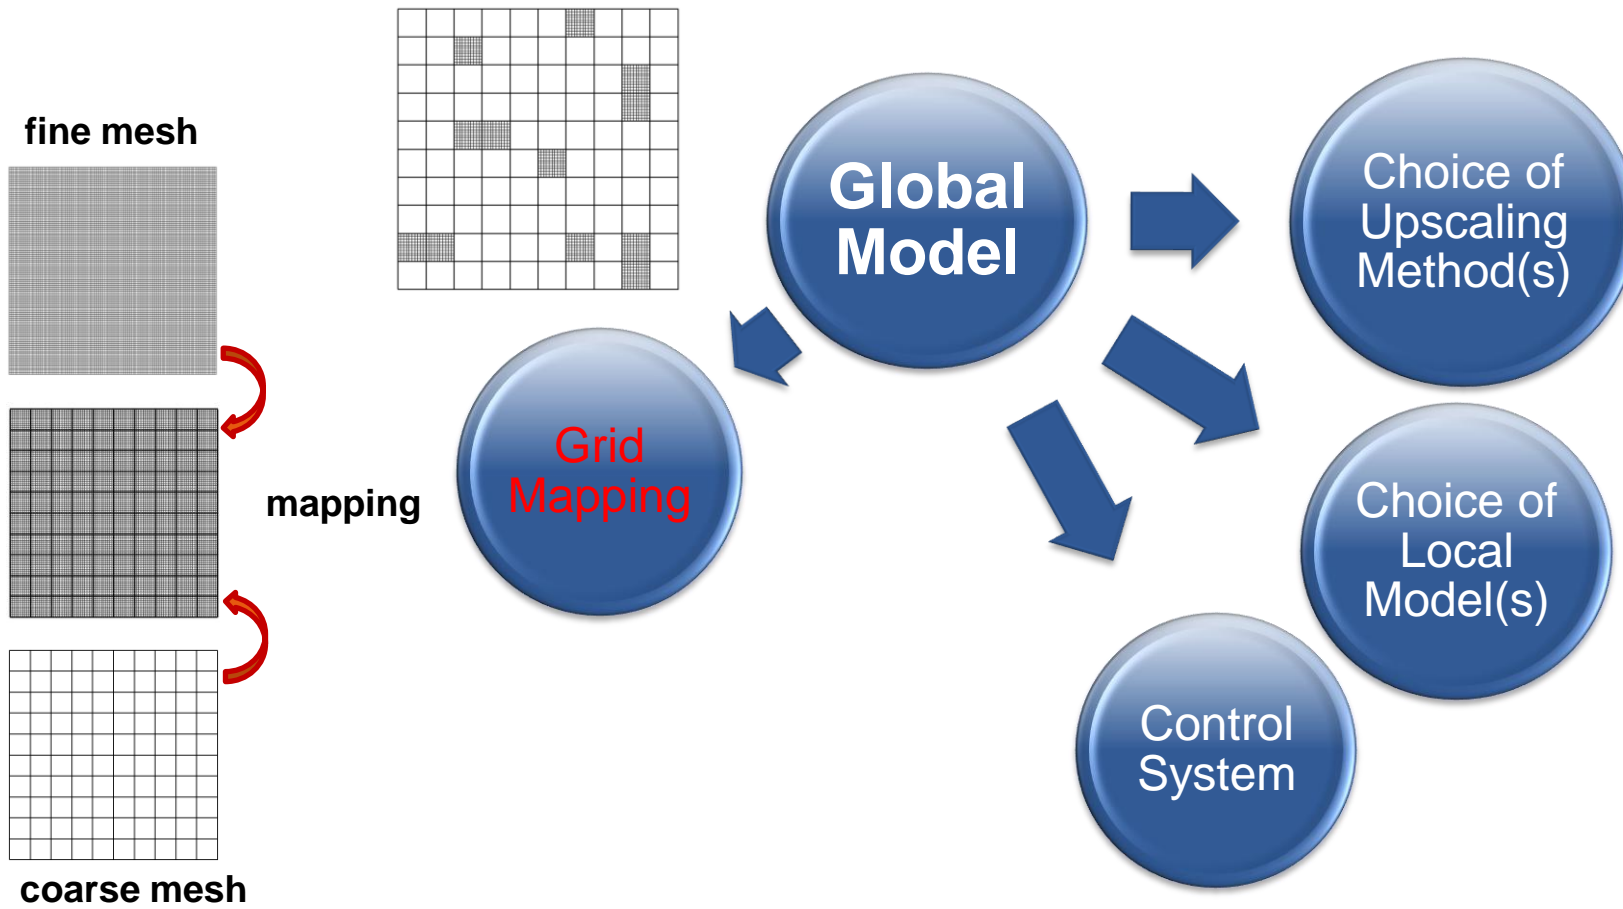 fine mesh
mapping
coarse mesh
Global
Model
Grid
Mapping
Choice of
Upscaling
Method(s)
Choice of
Local
Model(s)
Control
System